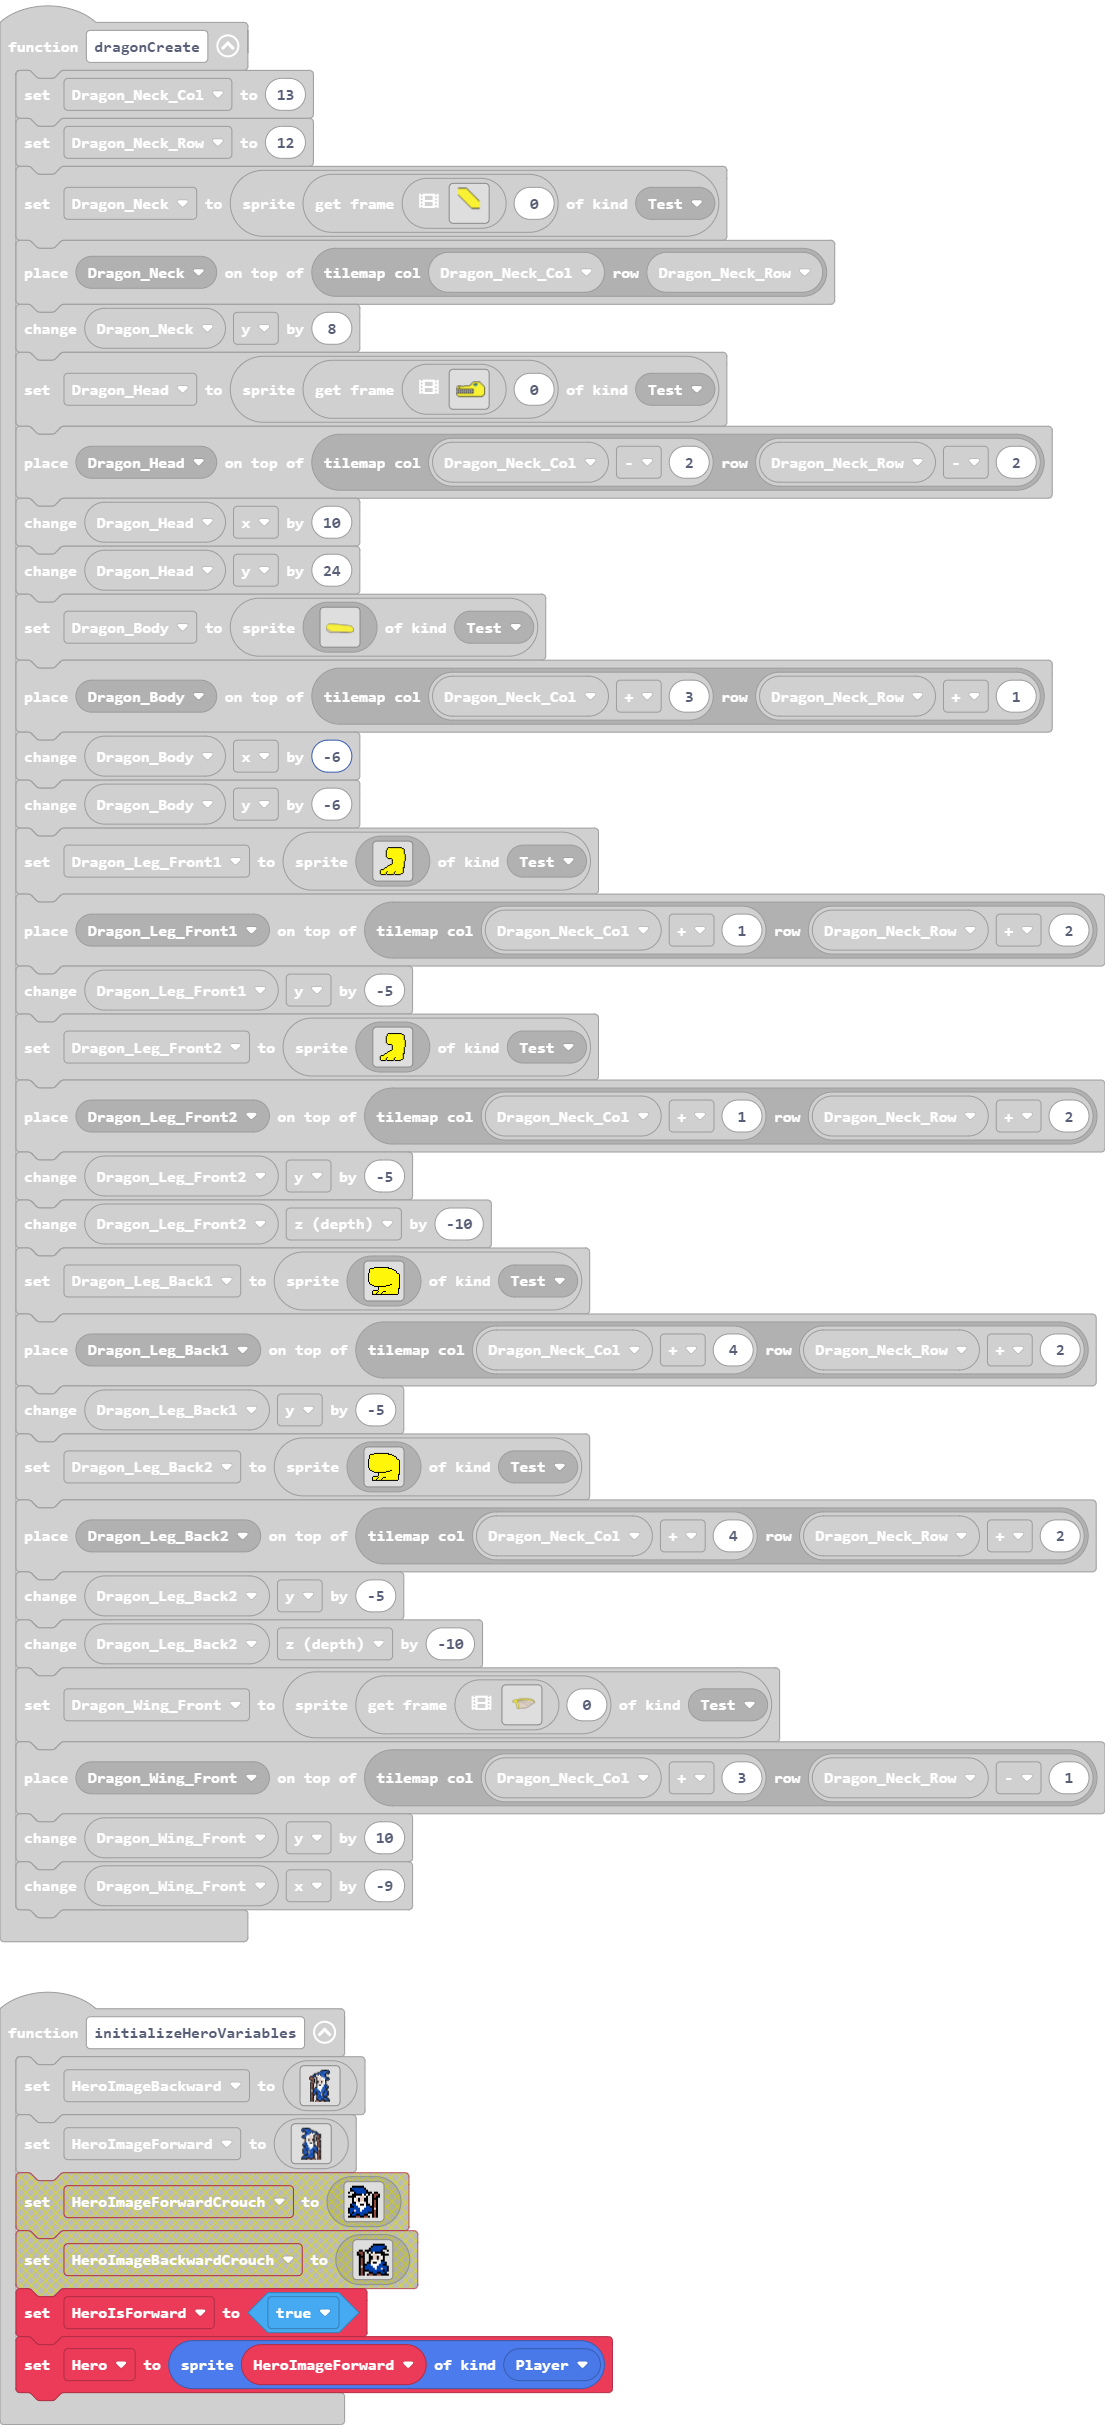 function dragonCreate
set Dragon_Neck_Col to 13
set Dragon_Neck_Row to 12
set Dragon_Neck to sprite get frame 0 of kind Test
place Dragon_Neck on top of tilemap col Dragon_Neck_Col row Dragon_Neck_Row
change Dragon_Neck y by 8
set Dragon_Head to sprite get frame 0 of kind Test
place Dragon_Head on top of tilemap col Dragon_Neck_Col - 2 row Dragon_Neck_Row - 2
change Dragon_Head x by 10
change Dragon_Head y by 24
set Dragon_Body to sprite of kind Test
place Dragon_Body on top of tilemap col Dragon_Neck_Col + 3 row Dragon_Neck_Row + 1
change Dragon_Body x by -6
change Dragon_Body y by -6
set Dragon_Leg_Front1 to sprite of kind Test
place Dragon_Leg_Front1 on top of tilemap col Dragon_Neck_Col + 1 row Dragon_Neck_Row + 2
change Dragon_Leg_Front1 y by -5
set Dragon_Leg_Front2 to sprite of kind Test
place Dragon_Leg_Front2 on top of tilemap col Dragon_Neck_Col + 1 row Dragon_Neck_Row + 2
change Dragon_Leg_Front2 y by -5
change Dragon_Leg_Front2 z (depth) by -10
set Dragon_Leg_Back1 to sprite of kind Test
place Dragon_Leg_Back1 on top of tilemap col Dragon_Neck_Col + 4 row Dragon_Neck_Row + 2
change Dragon_Leg_Back1 y by -5
set Dragon_Leg_Back2 to sprite of kind Test
place Dragon_Leg_Back2 on top of tilemap col Dragon_Neck_Col + 4 row Dragon_Neck_Row + 2
change Dragon_Leg_Back2 y by -5
change Dragon_Leg_Back2 z (depth) by -10
set Dragon_Wing_Front to sprite get frame 0 of kind Test
place Dragon_Wing_Front on top of tilemap col Dragon_Neck_Col + 3 row Dragon_Neck_Row - 1
change Dragon_Wing_Front y by 10
change Dragon_Wing_Front x by -9
function initializeHeroVariables
set HeroImageBackward to
set HeroImageForward to
set HeroImageForwardCrouch to
set HeroImageBackwardCrouch to
set HeroIsForward to true
set Hero to sprite HeroImageForward of kind Player